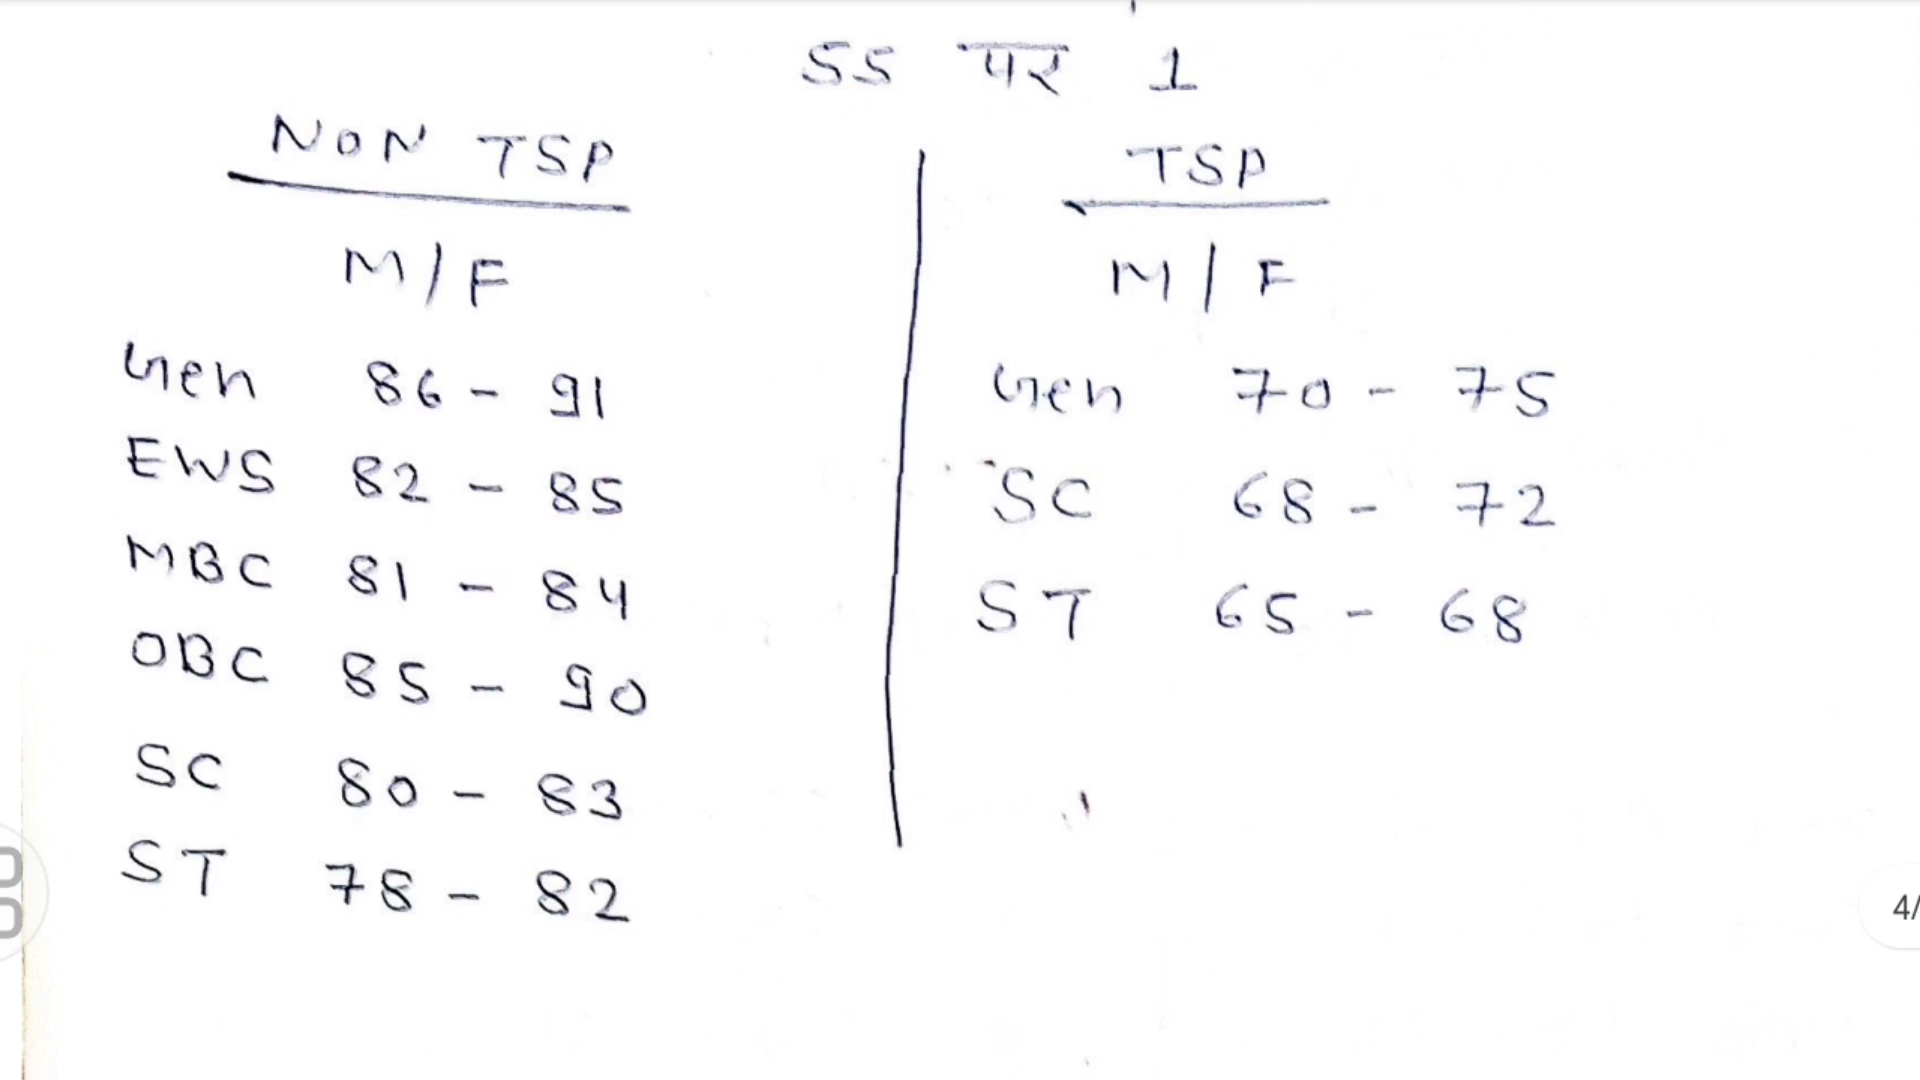 55 पर 1
NON TSP
M/F
Gen 86 - 91
EWS 82 - 85
MBC 81 - 84
OBC 85 - 90
SC 80 - 83
ST 78 - 82
TSP
M/F
Gen 70 - 75
SC 68 - 72
ST 65 - 68
4/